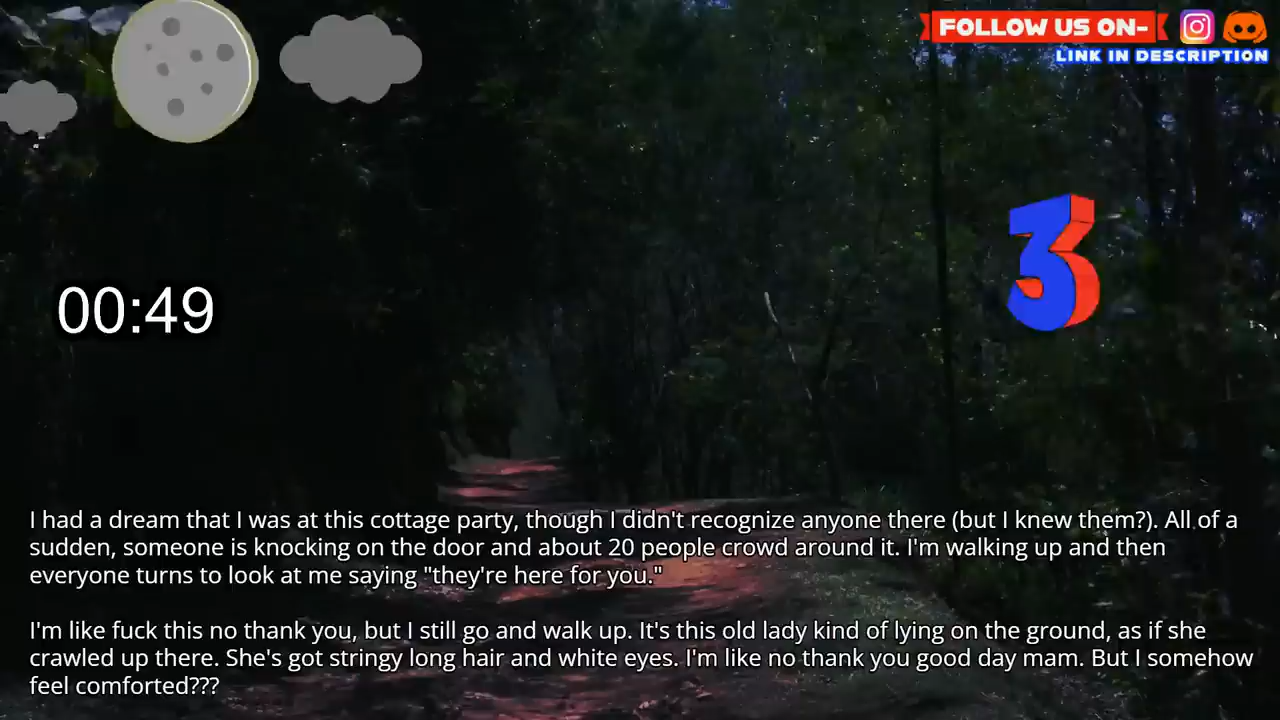 FOLLOW US ON-
LINK IN DESCRIPTION
3
00:49
I had a dream that I was at this cottage party, though I didn't recognize anyone there (but I knew them?). All of a
sudden, someone is knocking on the door and about 20 people crowd around it. I'm walking up and then
everyone turns to look at me saying "they're here for you."
I'm like fuck this no thank you, but I still go and walk up. It's this old lady kind of lying on the ground, as if she
crawled up there. She's got stringy long hair and white eyes. I'm like no thank you good day mam. But I somehow
feel comforted???